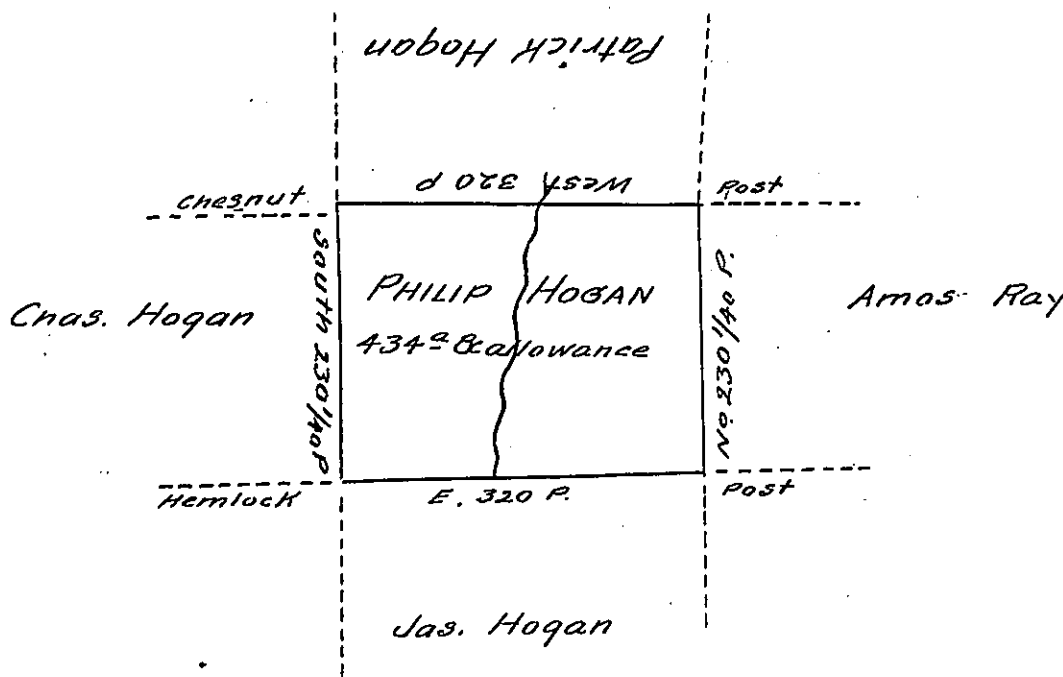 Patrick Hogan
West 320 P
Chesnut
Post
South 230 1/40 P
PHILIP HOGAN
434ª & allowance
No. 230 1/40 P.
Chas. Hogan
Amos Ray
Hemlock
E. 320 P.
Post
Jas. Hogan